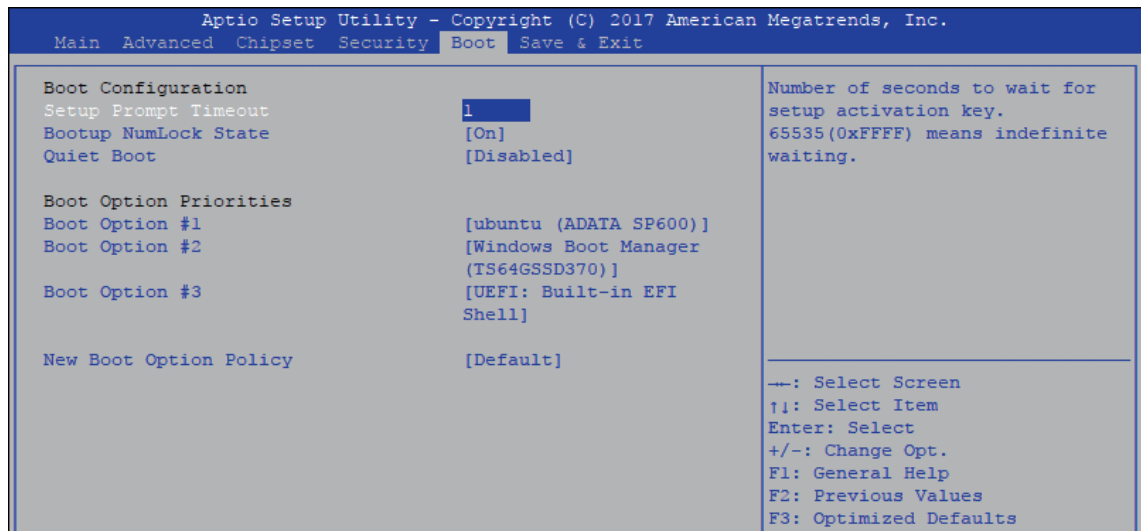 Aptio Setup Utility - Copyright (C) 2017 American Megatrends, Inc.
Main Advanced Chipset Security Boot Save & Exit
Boot Configuration
Setup Prompt Timeout 1
Bootup NumLock State [On]
Quiet Boot [Disabled]
Boot Option Priorities
Boot Option #1 [ubuntu (ADATA SP600)]
Boot Option #2 [Windows Boot Manager
(TS64GSSD370)]
Boot Option #3 [UEFI: Built-in EFI
Shell]
New Boot Option Policy [Default]
Number of seconds to wait for
setup activation key.
65535(0xFFFF) means indefinite
waiting.
→←: Select Screen
↑↓: Select Item
Enter: Select
+/-: Change Opt.
F1: General Help
F2: Previous Values
F3: Optimized Defaults